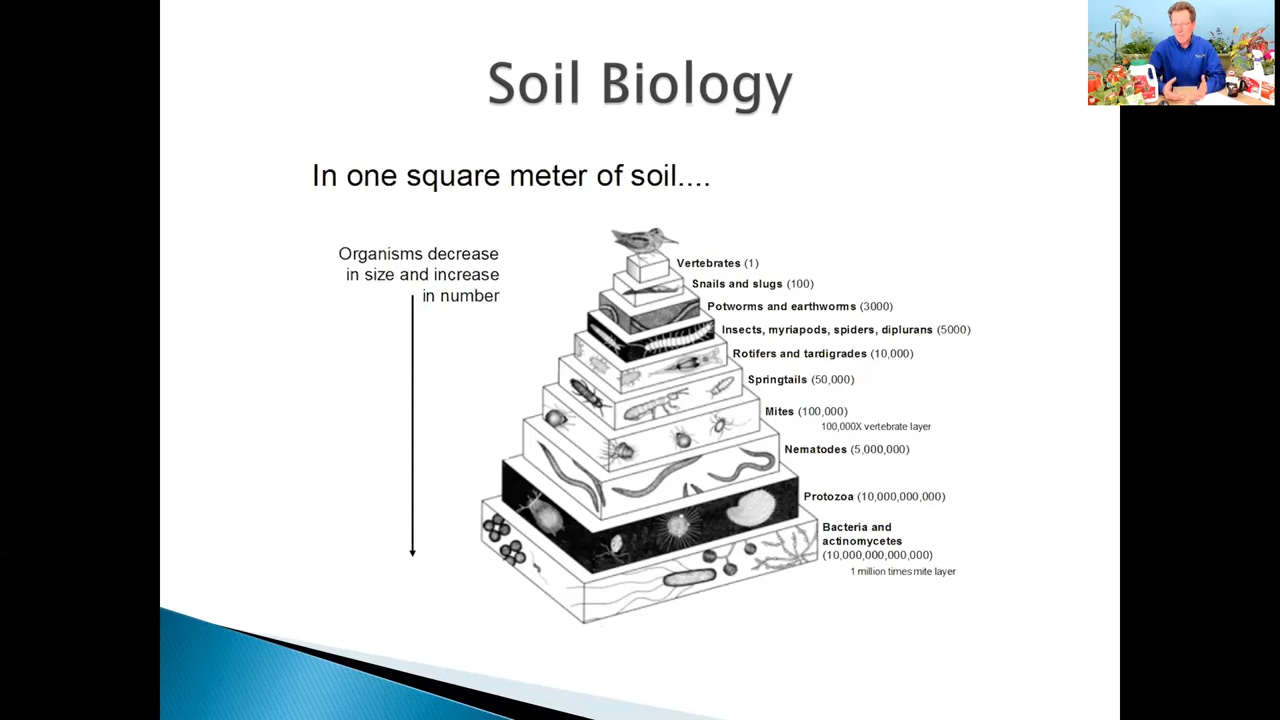 Soil Biology
In one square meter of soil....
Organisms decrease
in size and increase
in number
Vertebrates (1)
Snails and slugs (100)
Potworms and earthworms (3000)
Insects, myriapods, spiders, diplurans (5000)
Rotifers and tardigrades (10,000)
Springtails (50,000)
Mites (100,000)
100,000X vertebrate layer
Nematodes (5,000,000)
Protozoa (10,000,000,000)
Bacteria and
actinomycetes
(10,000,000,000,000)
1 million times mite layer